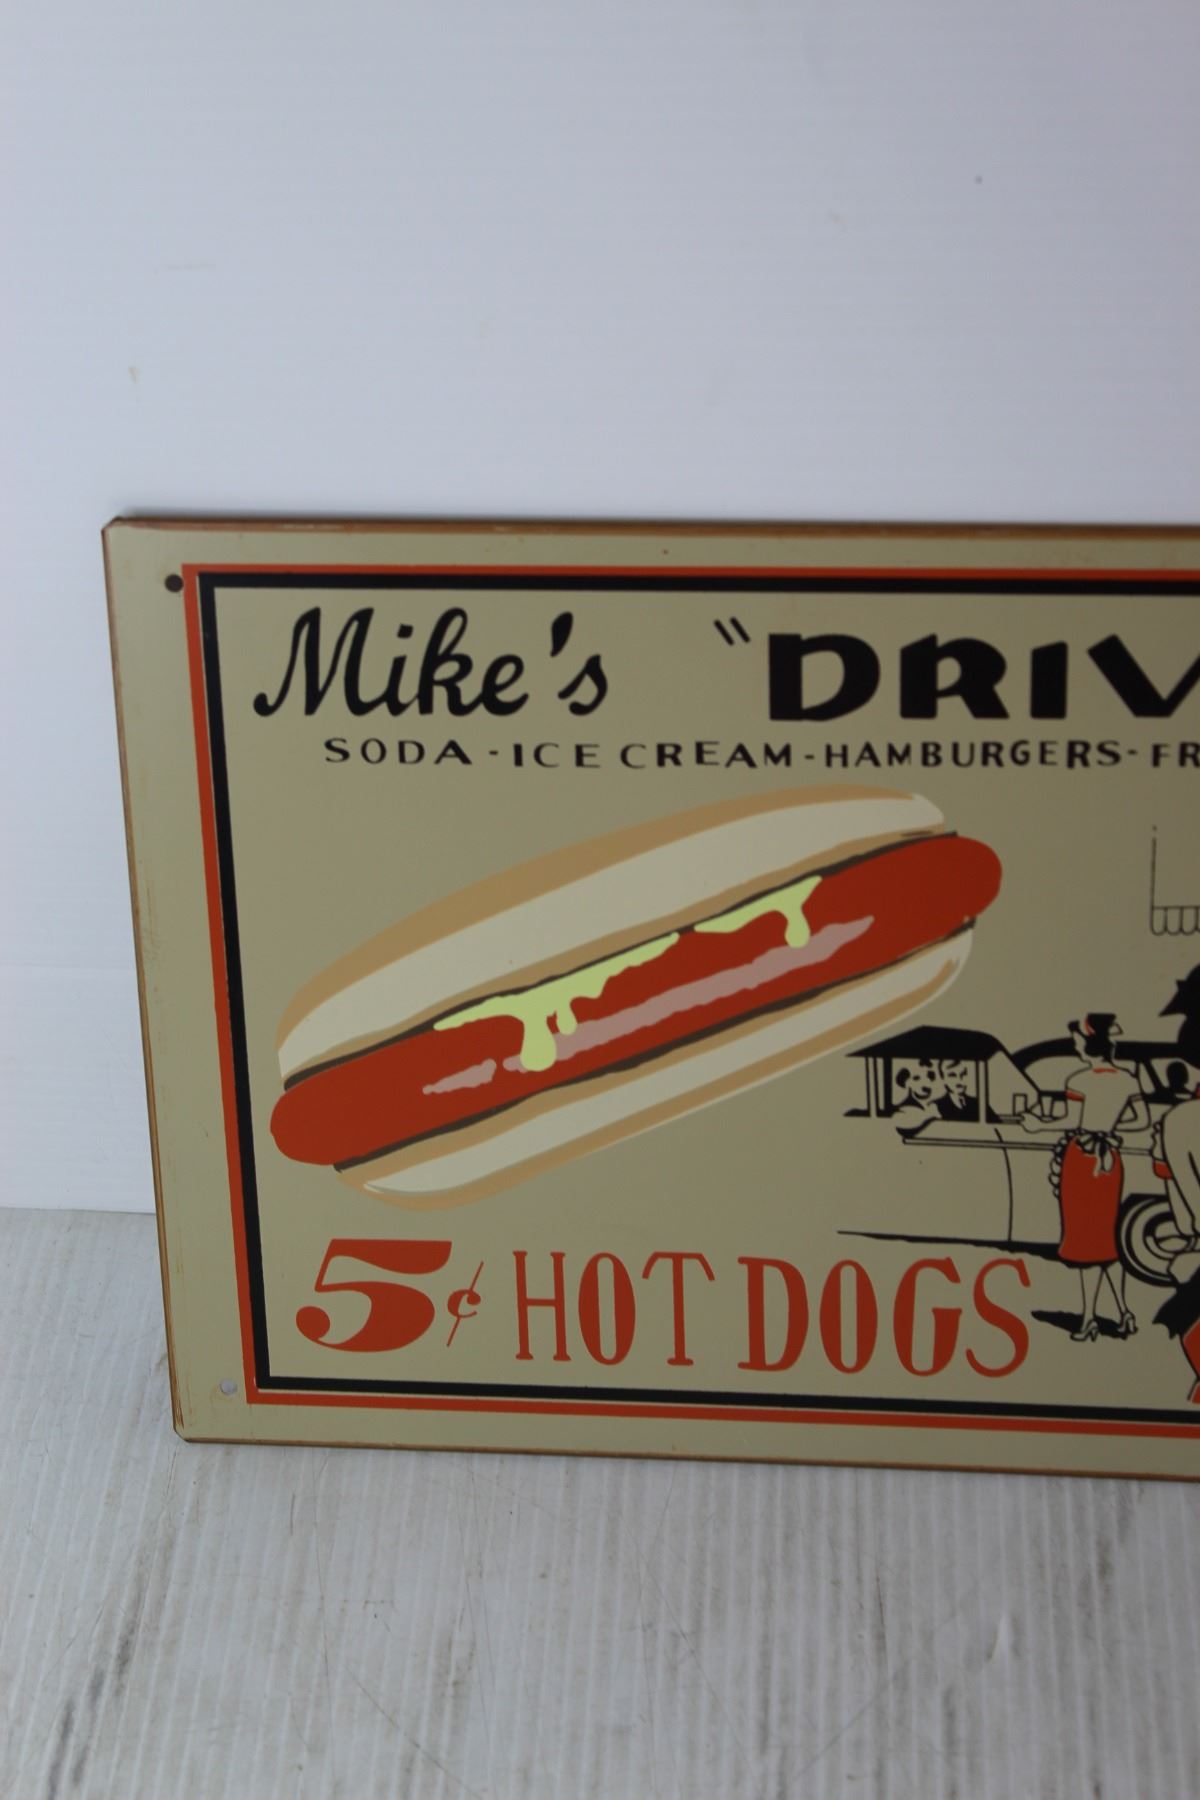 Mike's "DRIV
SODA - ICE CREAM - HAMBURGERS - FR
5¢ HOT DOGS